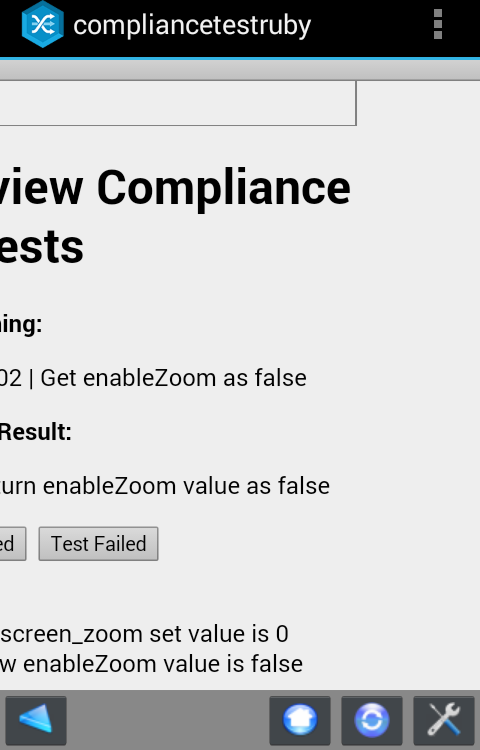 compliancetestruby
view Compliance
ests
ing:
02 | Get enableZoom as false
Result:
urn enableZoom value as false
ed Test Failed
screen_zoom set value is 0
w enableZoom value is false